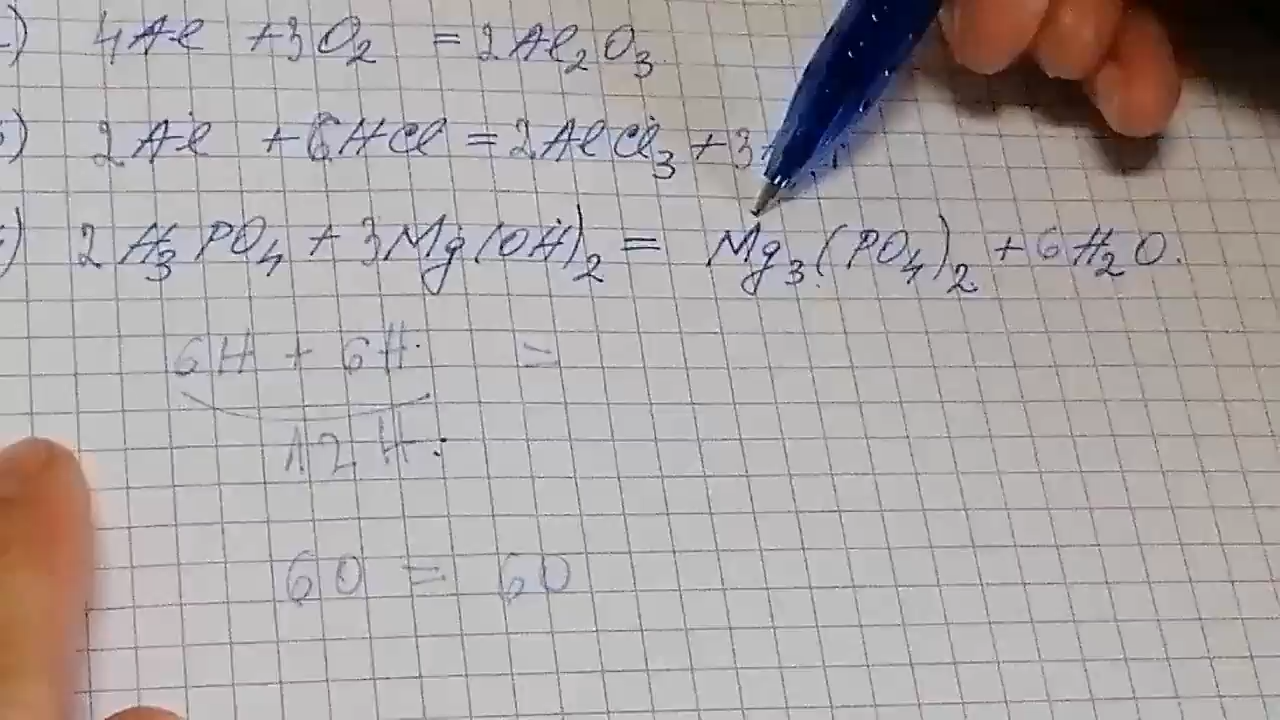 ) 4Al + 3O₂ = 2Al₂O₃
) 2Al + 6HCl = 2AlCl₃ + 3
) 2H₃PO₄ + 3Mg(OH)₂ = Mg₃(PO₄)₂ + 6H₂O.
6H + 6H =
12H.
6O = 6O